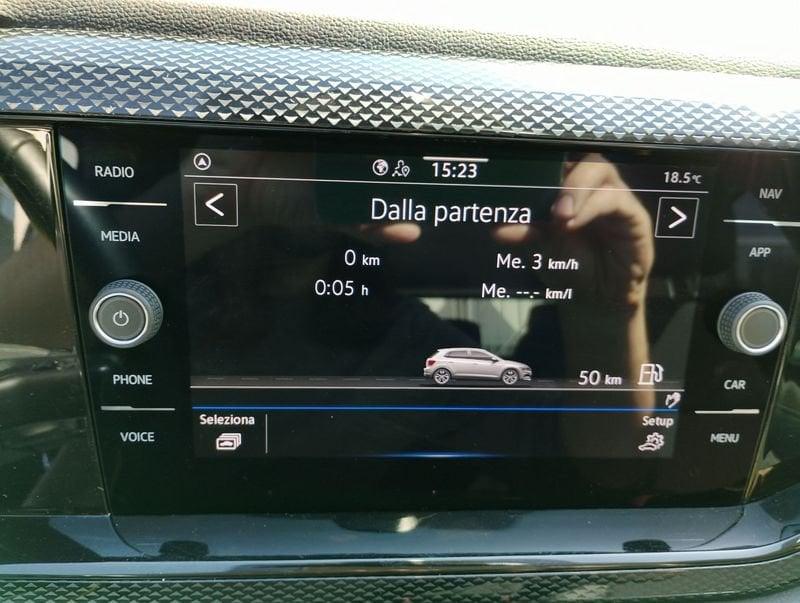 RADIO
MEDIA
PHONE
VOICE
15:23
18.5°C
Dalla partenza
0 km
Me. 3 km/h
0:05 h
Me. --.- km/l
50 km
Seleziona
Setup
NAV
APP
CAR
MENU